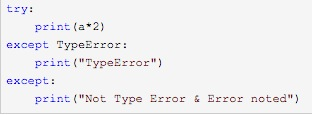 try:
    print(a*2)
except TypeError:
    print("TypeError")
except:
    print("Not Type Error & Error noted")